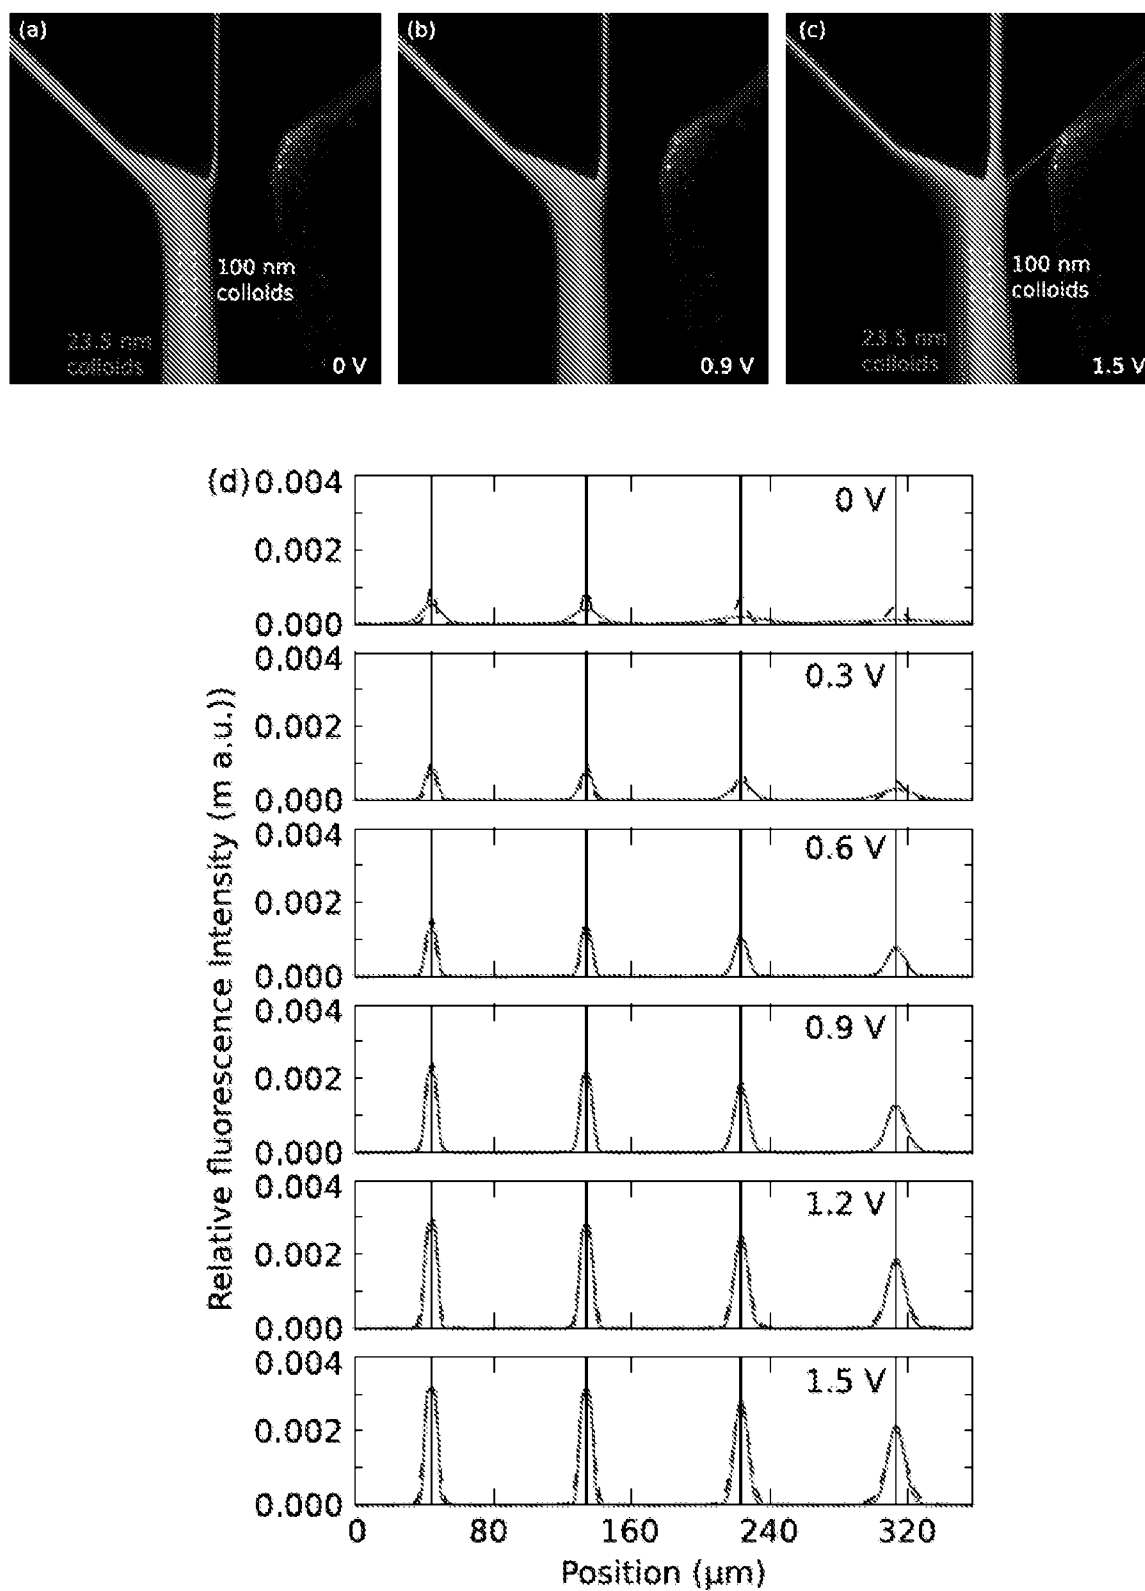 (a)
100 nm
colloids
23.5 nm
colloids
0 V
(b)
0.9 V
(c)
100 nm
colloids
23.5 nm
colloids
1.5 V
(d)
Relative fluorescence intensity (m a.u.))
0.004
0.002
0.000
0 V
0.004
0.002
0.000
0.3 V
0.004
0.002
0.000
0.6 V
0.004
0.002
0.000
0.9 V
0.004
0.002
0.000
1.2 V
0.004
0.002
0.000
1.5 V
0 80 160 240 320
Position (μm)